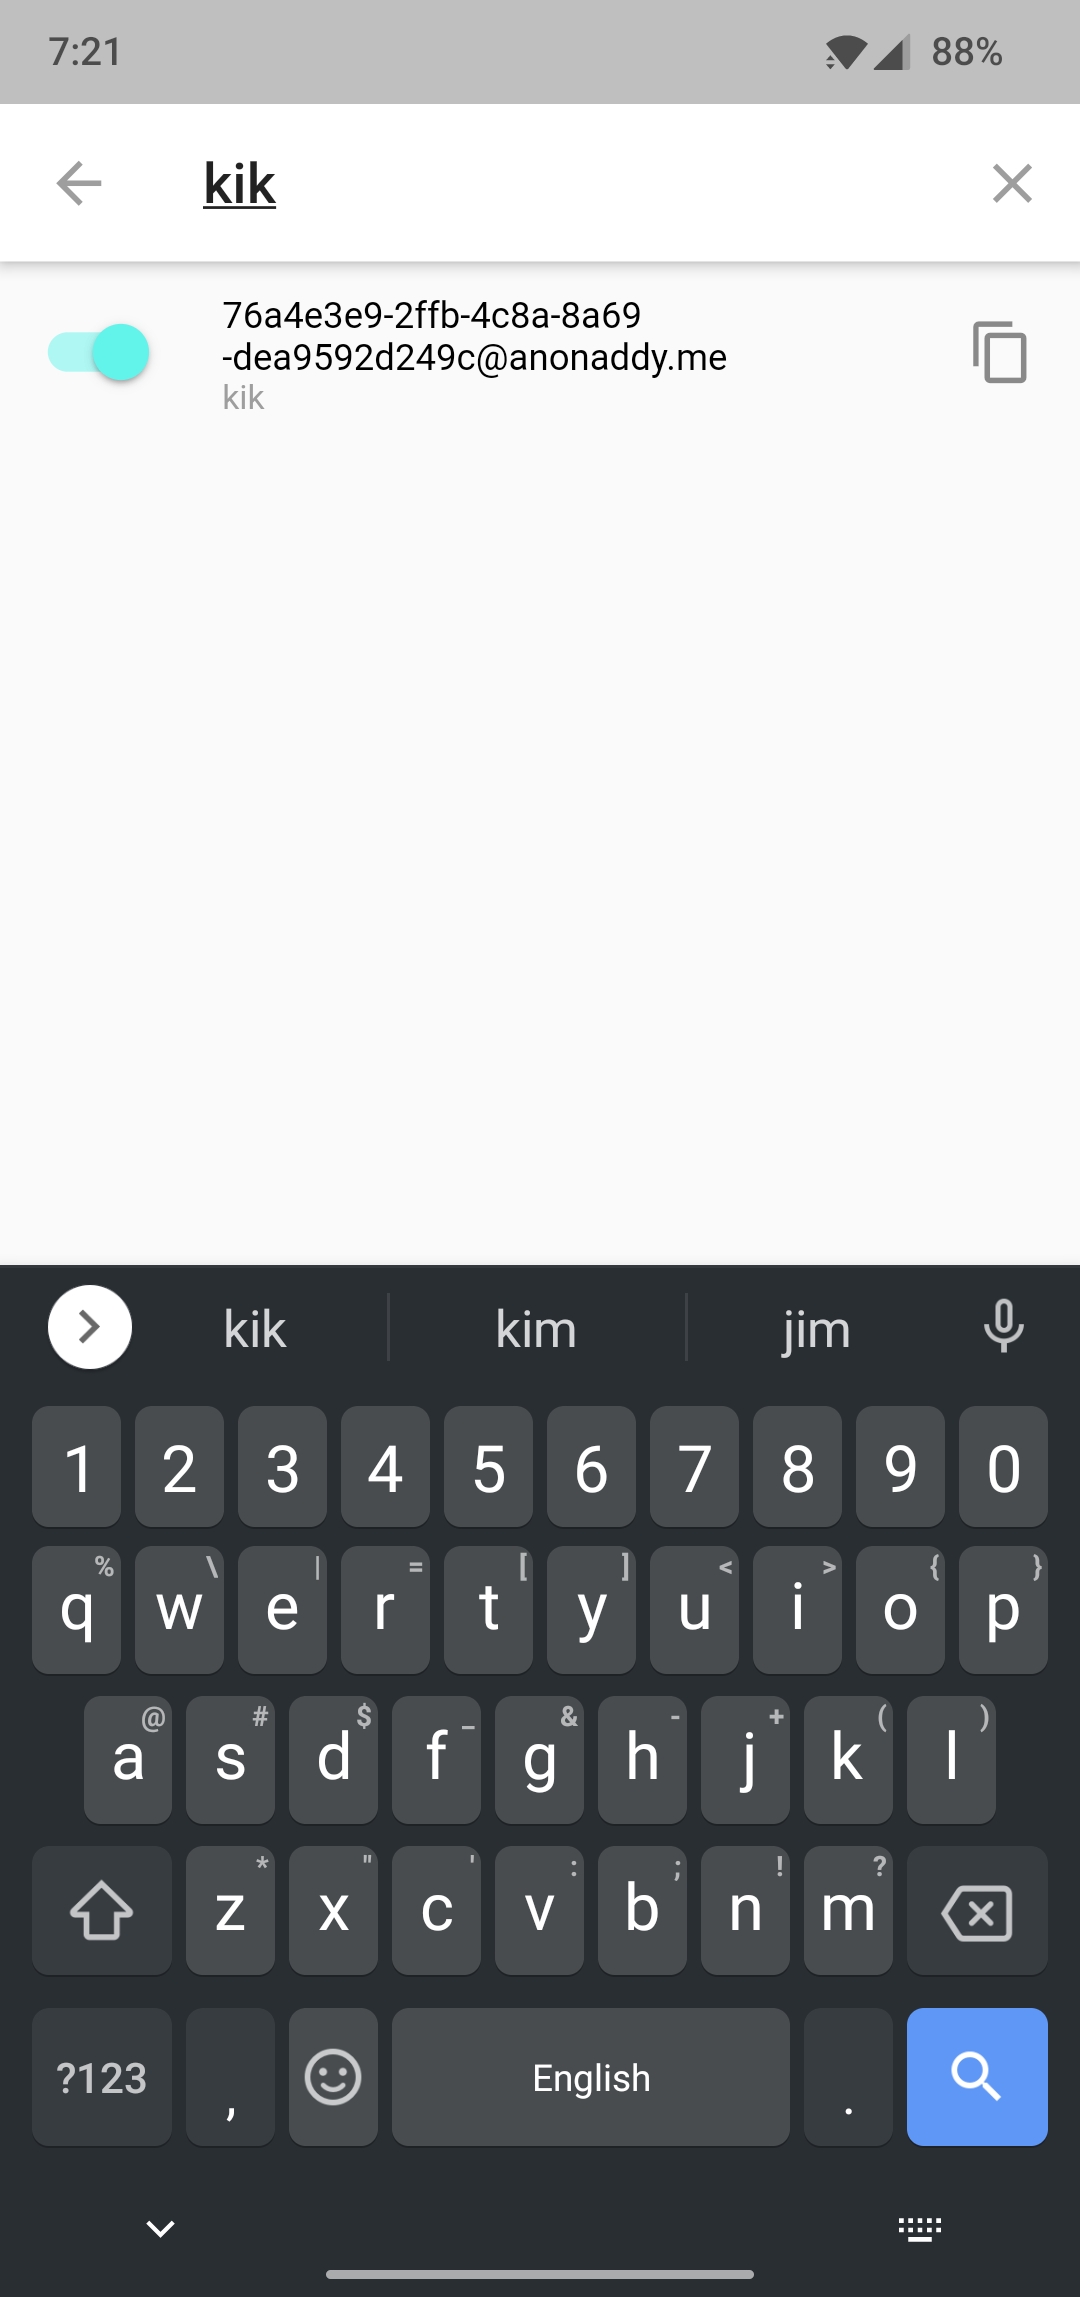 7:21 88%
kik
76a4e3e9-2ffb-4c8a-8a69
-dea9592d249c@anonaddy.me
kik
kik kim jim
1 2 3 4 5 6 7 8 9 0
% \ | = [ ] < > { }
q w e r t y u i o p
@ # $ _ & - + ( )
a s d f g h j k l
* " ' : ; ! ?
z x c v b n m
?123 , English .